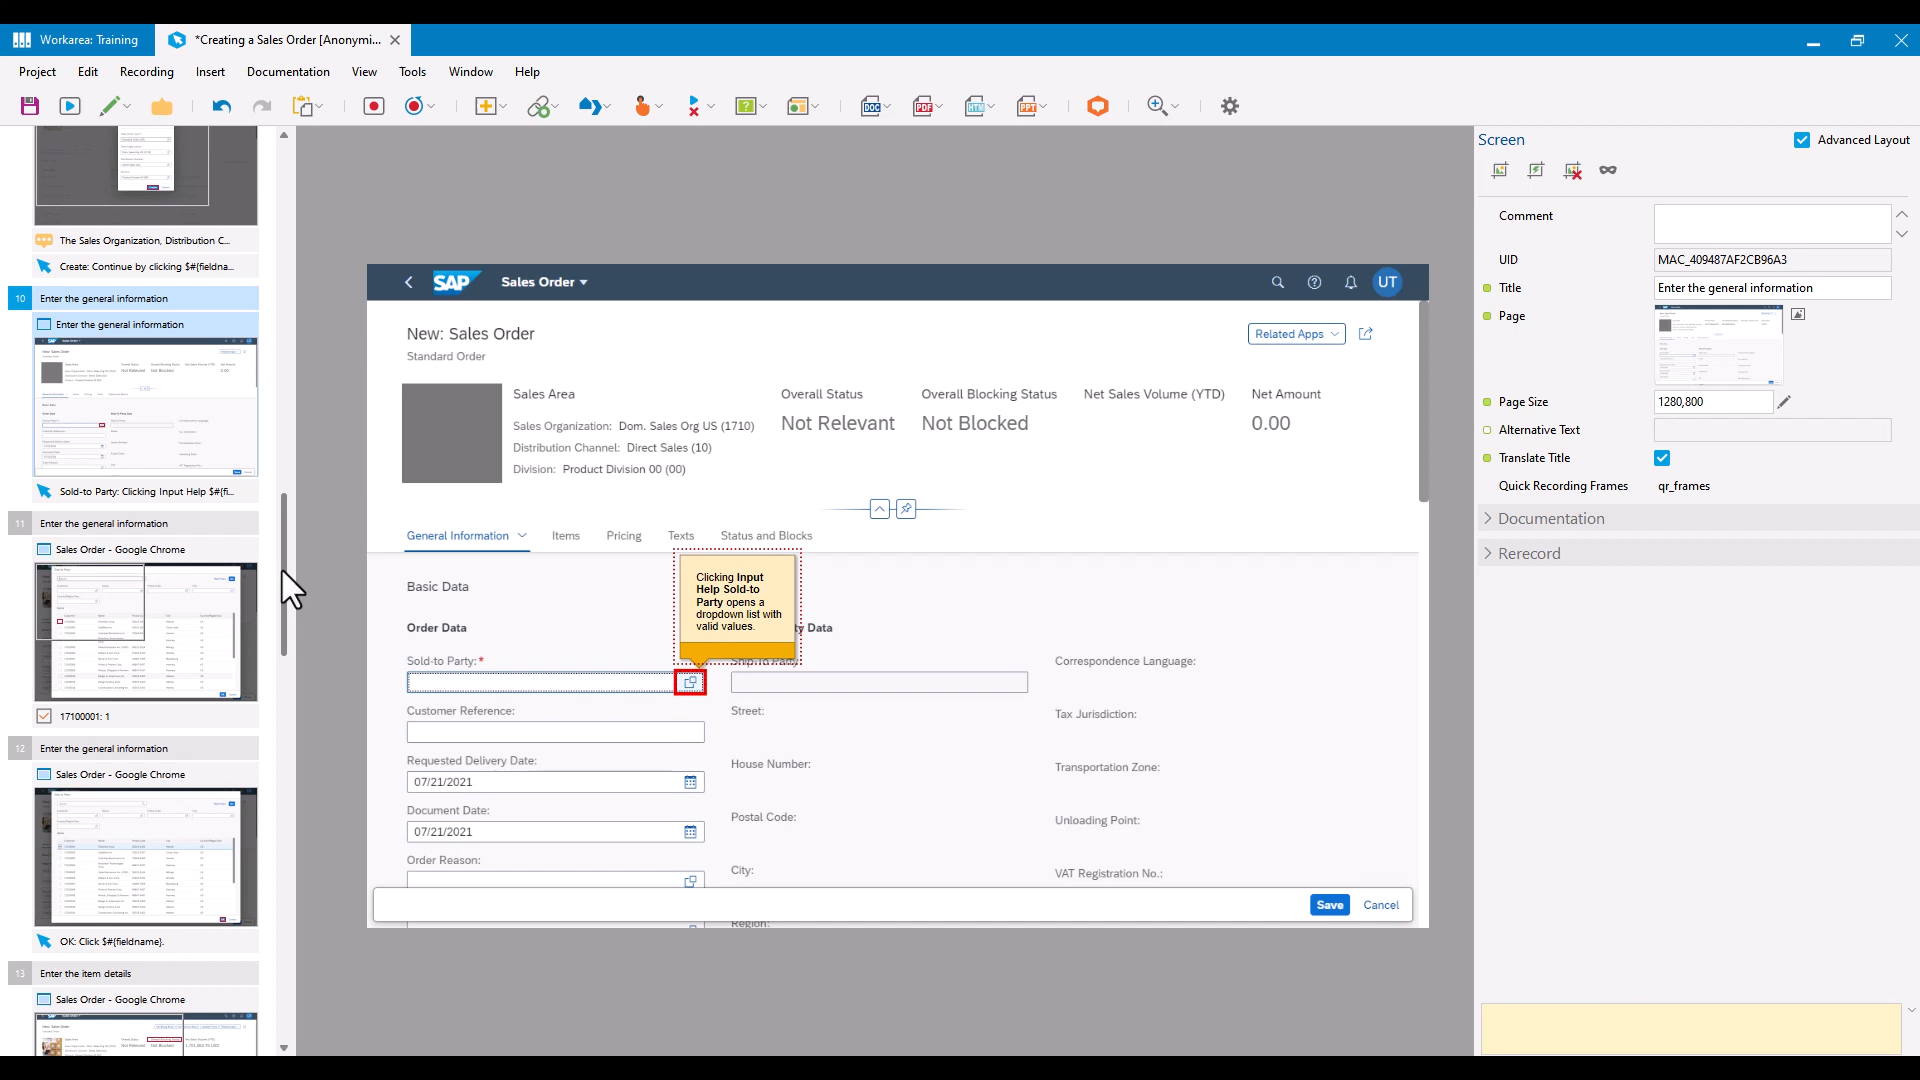 Workarea: Training
*Creating a Sales Order [Anonymi...
Project Edit Recording Insert Documentation View Tools Window Help
DOC PDF HTM PPT
The Sales Organization, Distribution C...
Create: Continue by clicking $#{fieldna...
10 Enter the general information
Enter the general information
Sold-to Party: Clicking Input Help $#{fi...
11 Enter the general information
Sales Order - Google Chrome
17100001: 1
12 Enter the general information
Sales Order - Google Chrome
OK: Click $#{fieldname}.
13 Enter the item details
Sales Order - Google Chrome
SAP Sales Order UT
New: Sales Order
Standard Order
Related Apps
Sales Area
Sales Organization: Dom. Sales Org US (1710)
Distribution Channel: Direct Sales (10)
Division: Product Division 00 (00)
Overall Status
Not Relevant
Overall Blocking Status
Not Blocked
Net Sales Volume (YTD)
Net Amount
0.00
General Information Items Pricing Texts Status and Blocks
Basic Data
Clicking Input
Help Sold-to
Party opens a
dropdown list with
valid values.
Order Data
ty Data
Sold-to Party: *
Ship-To Party
Correspondence Language:
Customer Reference:
Street:
Tax Jurisdiction:
Requested Delivery Date:
07/21/2021
House Number:
Transportation Zone:
Document Date:
07/21/2021
Postal Code:
Unloading Point:
Order Reason:
City:
VAT Registration No.:
Save Cancel
Region:
Screen
Advanced Layout
Comment
UID MAC_409487AF2CB96A3
Title Enter the general information
Page
Page Size 1280,800
Alternative Text
Translate Title
Quick Recording Frames qr_frames
Documentation
Rerecord